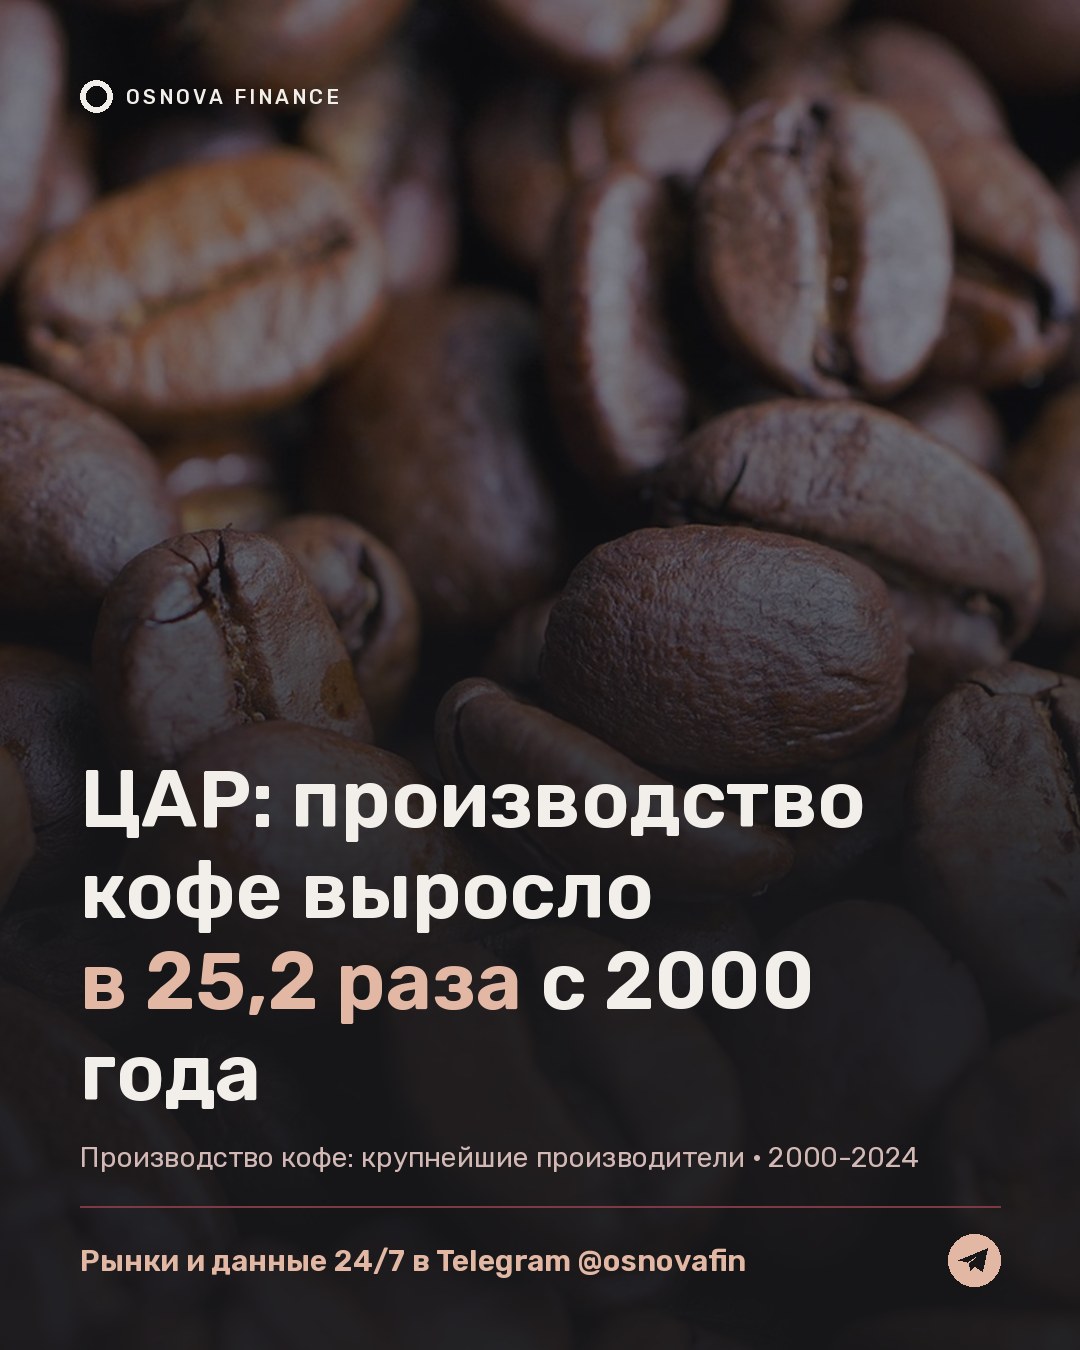 OSNOVA FINANCE
ЦАР: производство
кофе выросло
в 25,2 раза с 2000
года
Производство кофе: крупнейшие производители • 2000-2024
Рынки и данные 24/7 в Telegram @osnovafin